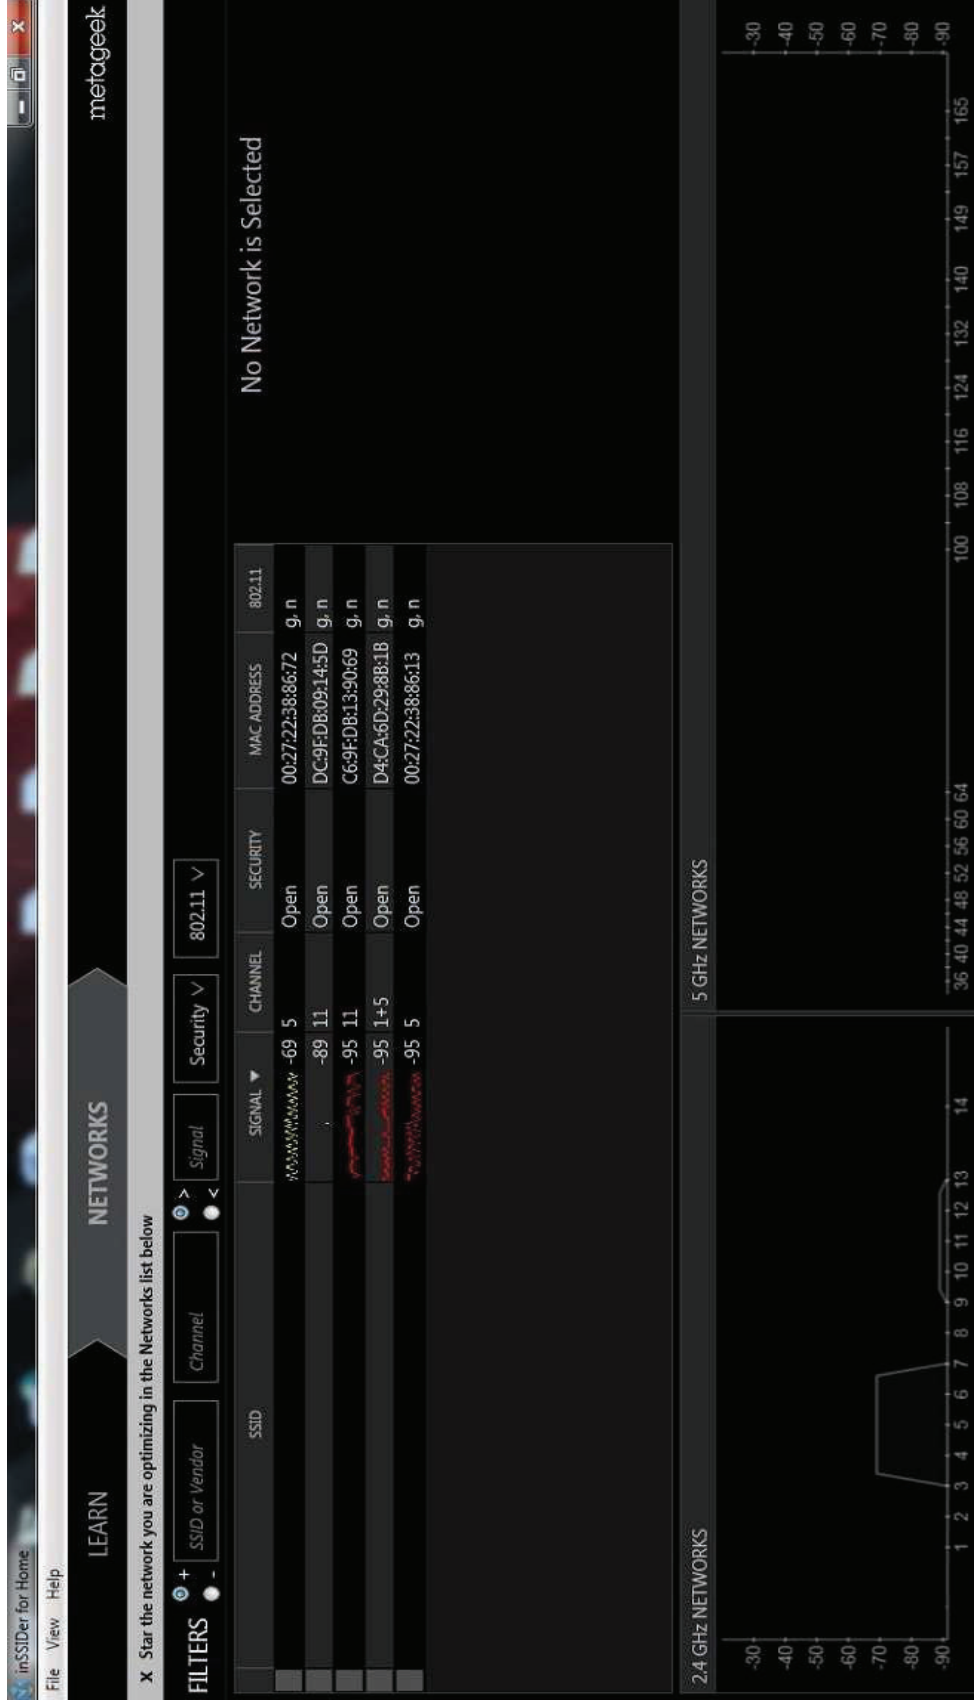 inSSIDer for Home
File View Help
LEARN NETWORKS metageek
X Star the network you are optimizing in the Networks list below
FILTERS + - SSID or Vendor Channel > < Signal Security 802.11
SSID SIGNAL ▼ CHANNEL SECURITY MAC ADDRESS 802.11
-69 5 Open 00:27:22:38:86:72 g, n
-89 11 Open DC:9F:DB:09:14:5D g, n
-95 11 Open C6:9F:DB:13:90:69 g, n
-95 1+5 Open D4:CA:6D:29:8B:1B g, n
-95 5 Open 00:27:22:38:86:13 g, n
No Network is Selected
2.4 GHz NETWORKS
-30
-40
-50
-60
-70
-80
-90
1 2 3 4 5 6 7 8 9 10 11 12 13 14
5 GHz NETWORKS
36 40 44 48 52 56 60 64 100 108 116 124 132 140 149 157 165
-30
-40
-50
-60
-70
-80
-90